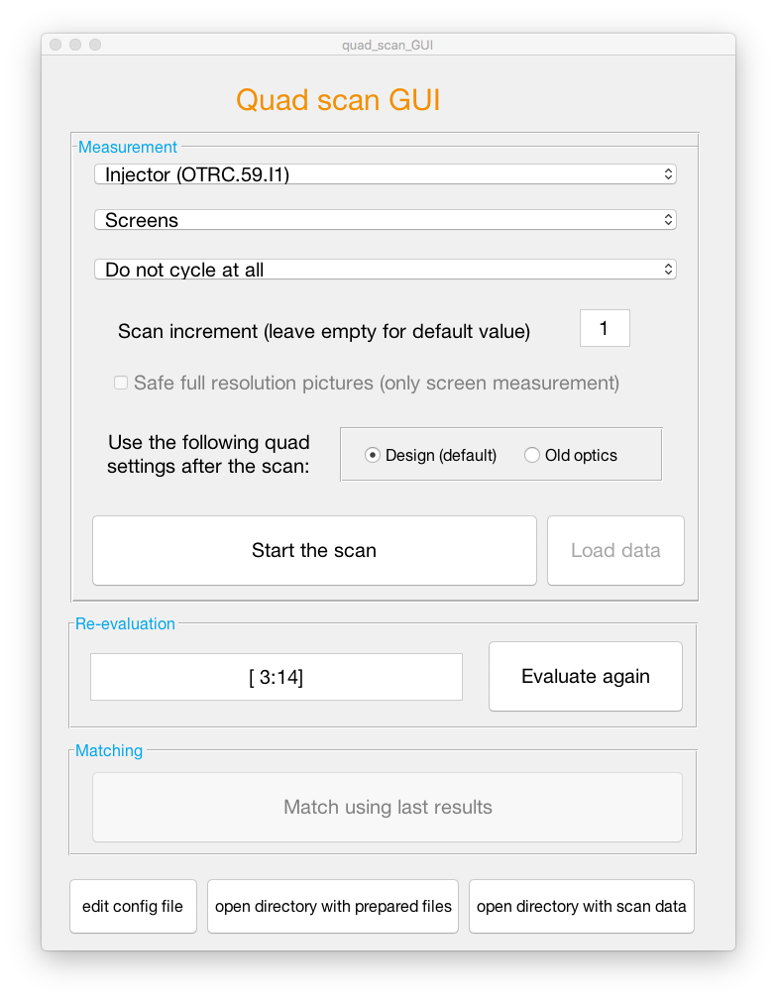 quad_scan_GUI
Quad scan GUI
Measurement
Injector (OTRC.59.I1)
Screens
Do not cycle at all
Scan increment (leave empty for default value) 1
Safe full resolution pictures (only screen measurement)
Use the following quad
settings after the scan:
Design (default) Old optics
Start the scan Load data
Re-evaluation
[ 3:14] Evaluate again
Matching
Match using last results
edit config file open directory with prepared files open directory with scan data